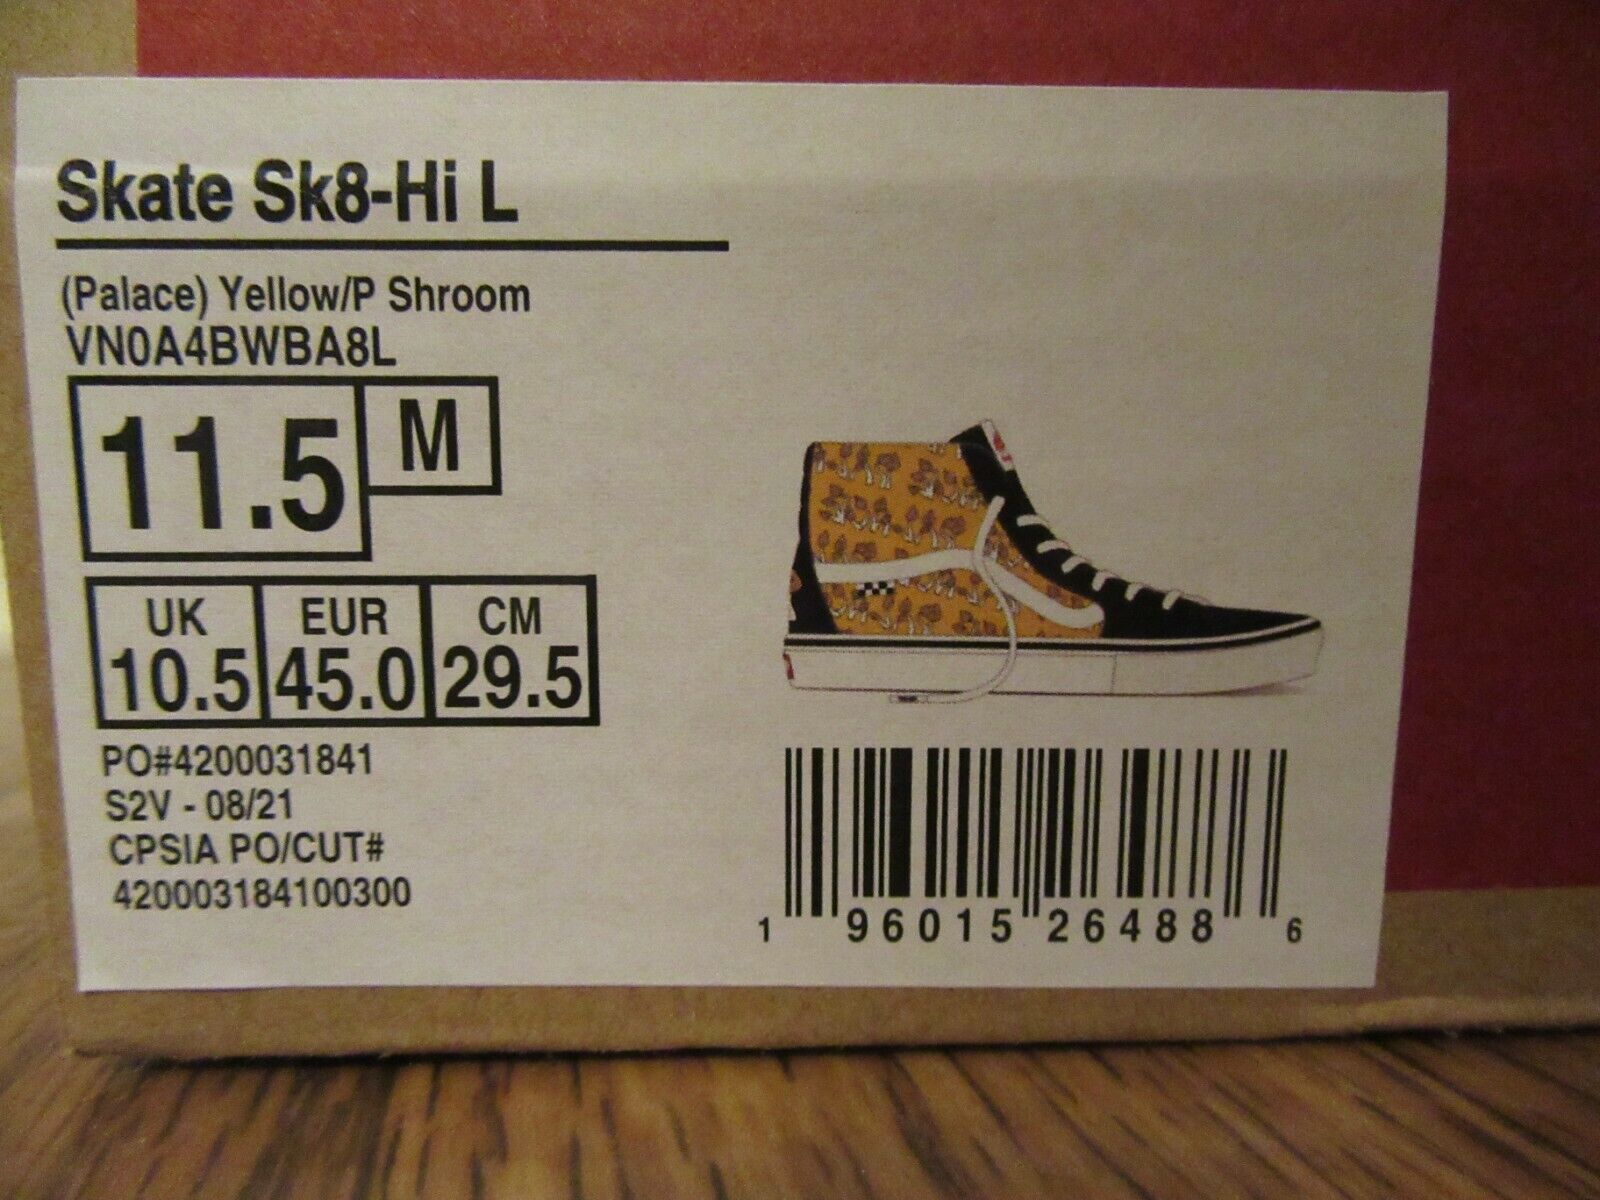 Skate Sk8-Hi L
(Palace) Yellow/P Shroom
VN0A4BWBA8L
11.5 M
UK EUR CM
10.5 45.0 29.5
PO#4200031841
S2V - 08/21
CPSIA PO/CUT#
420003184100300
1 96015 26488 6